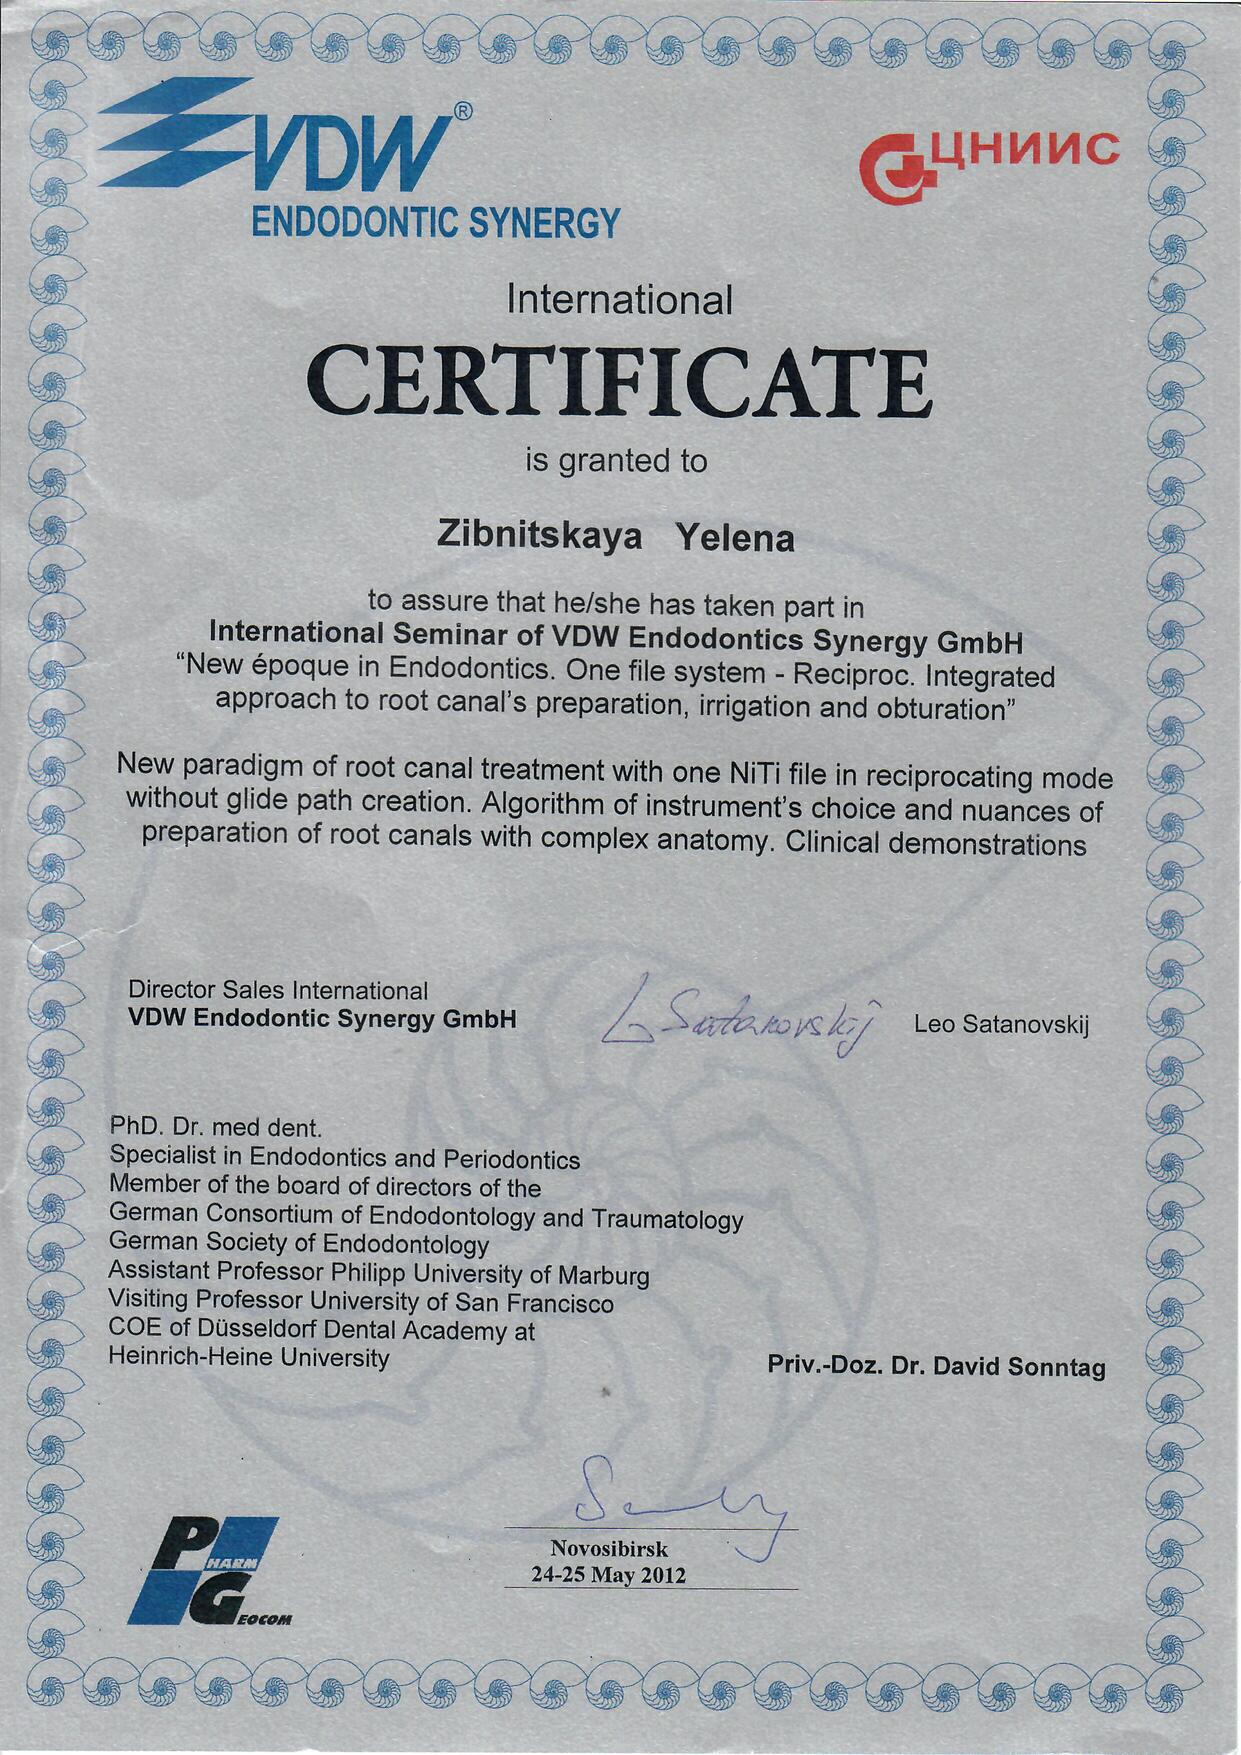 VDW®
ENDODONTIC SYNERGY
ЦНИИС
International
CERTIFICATE
is granted to
Zibnitskaya Yelena
to assure that he/she has taken part in
International Seminar of VDW Endodontics Synergy GmbH
“New époque in Endodontics. One file system - Reciproc. Integrated
approach to root canal’s preparation, irrigation and obturation”
New paradigm of root canal treatment with one NiTi file in reciprocating mode
without glide path creation. Algorithm of instrument’s choice and nuances of
preparation of root canals with complex anatomy. Clinical demonstrations
Director Sales International
VDW Endodontic Synergy GmbH
L Satanovskij
Leo Satanovskij
PhD. Dr. med dent.
Specialist in Endodontics and Periodontics
Member of the board of directors of the
German Consortium of Endodontology and Traumatology
German Society of Endodontology
Assistant Professor Philipp University of Marburg
Visiting Professor University of San Francisco
COE of Düsseldorf Dental Academy at
Heinrich-Heine University
Priv.-Doz. Dr. David Sonntag
Novosibirsk
24-25 May 2012
PHARM
GEOCOM